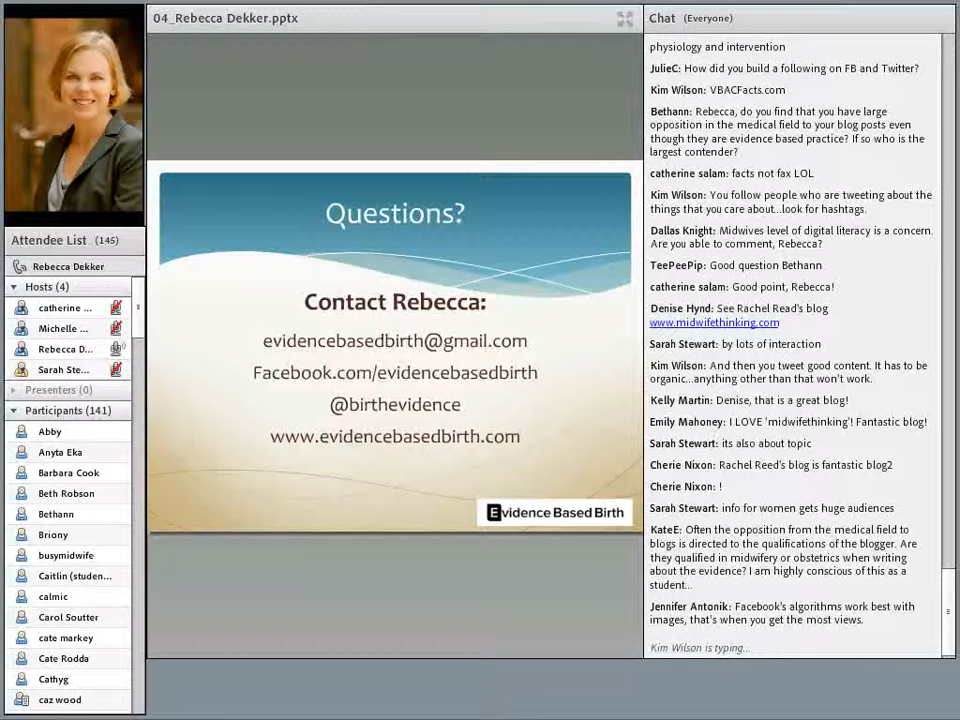 04_Rebecca Dekker.pptx
Attendee List (145)
Rebecca Dekker
Hosts (4)
catherine ...
Michelle ...
Rebecca D...
Sarah Ste...
Presenters (0)
Participants (141)
Abby
Anyta Eka
Barbara Cook
Beth Robson
Bethann
Briony
busymidwife
Caitlin (studen...
calmic
Carol Soutter
cate markey
Cate Rodda
Cathyg
caz wood
Questions?
Contact Rebecca:
evidencebasedbirth@gmail.com
Facebook.com/evidencebasedbirth
@birthevidence
www.evidencebasedbirth.com
Evidence Based Birth
Chat (Everyone)
physiology and intervention
JulieC: How did you build a following on FB and Twitter?
Kim Wilson: VBACFacts.com
Bethann: Rebecca, do you find that you have large
opposition in the medical field to your blog posts even
though they are evidence based practice? If so who is the
largest contender?
catherine salam: facts not fax LOL
Kim Wilson: You follow people who are tweeting about the
things that you care about...look for hashtags.
Dallas Knight: Midwives level of digital literacy is a concern.
Are you able to comment, Rebecca?
TeePeePip: Good question Bethann
catherine salam: Good point, Rebecca!
Denise Hynd: See Rachel Read's blog
www.midwifethinking.com
Sarah Stewart: by lots of interaction
Kim Wilson: And then you tweet good content. It has to be
organic...anything other than that won't work.
Kelly Martin: Denise, that is a great blog!
Emily Mahoney: I LOVE 'midwifethinking'! Fantastic blog!
Sarah Stewart: its also about topic
Cherie Nixon: Rachel Reed's blog is fantastic blog2
Cherie Nixon: !
Sarah Stewart: info for women gets huge audiences
KateE: Often the opposition from the medical field to
blogs is directed to the qualifications of the blogger. Are
they qualified in midwifery or obstetrics when writing
about the evidence? I am highly conscious of this as a
student...
Jennifer Antonik: Facebook's algorithms work best with
images, that's when you get the most views.
Kim Wilson is typing...